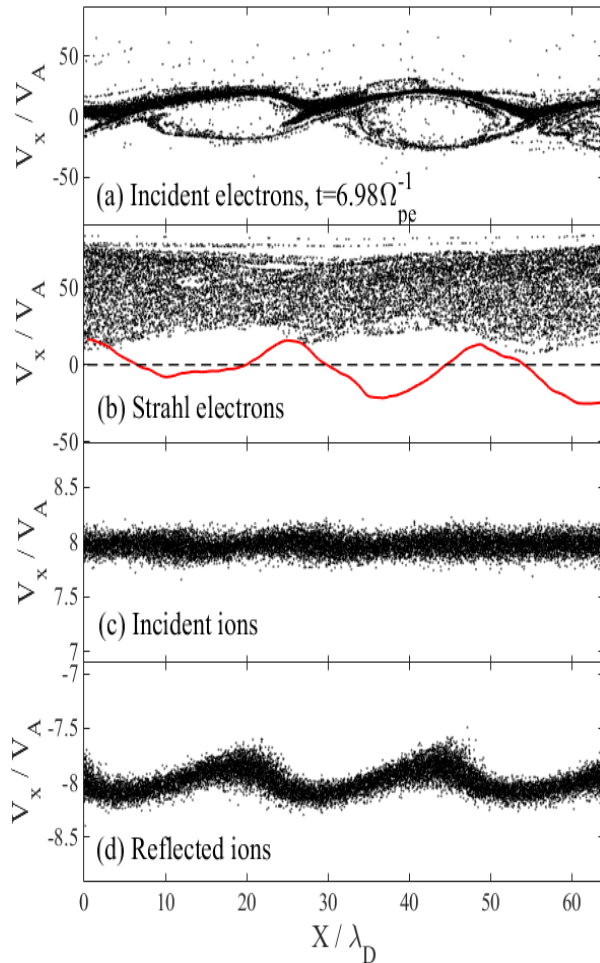 50
0
-50
V_x / V_A
(a) Incident electrons, t=6.98Ω_pe^-1
50
0
-50
V_x / V_A
(b) Strahl electrons
8.5
8
7.5
7
V_x / V_A
(c) Incident ions
-7
-7.5
-8
-8.5
V_x / V_A
(d) Reflected ions
0 10 20 30 40 50 60
X / λ_D